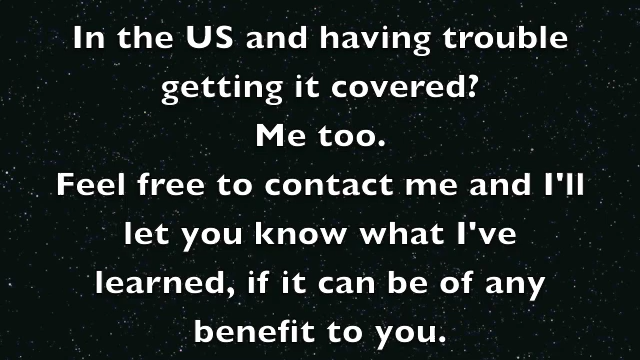 In the US and having trouble
getting it covered?
Me too.
Feel free to contact me and I'll
let you know what I've
learned, if it can be of any
benefit to you.